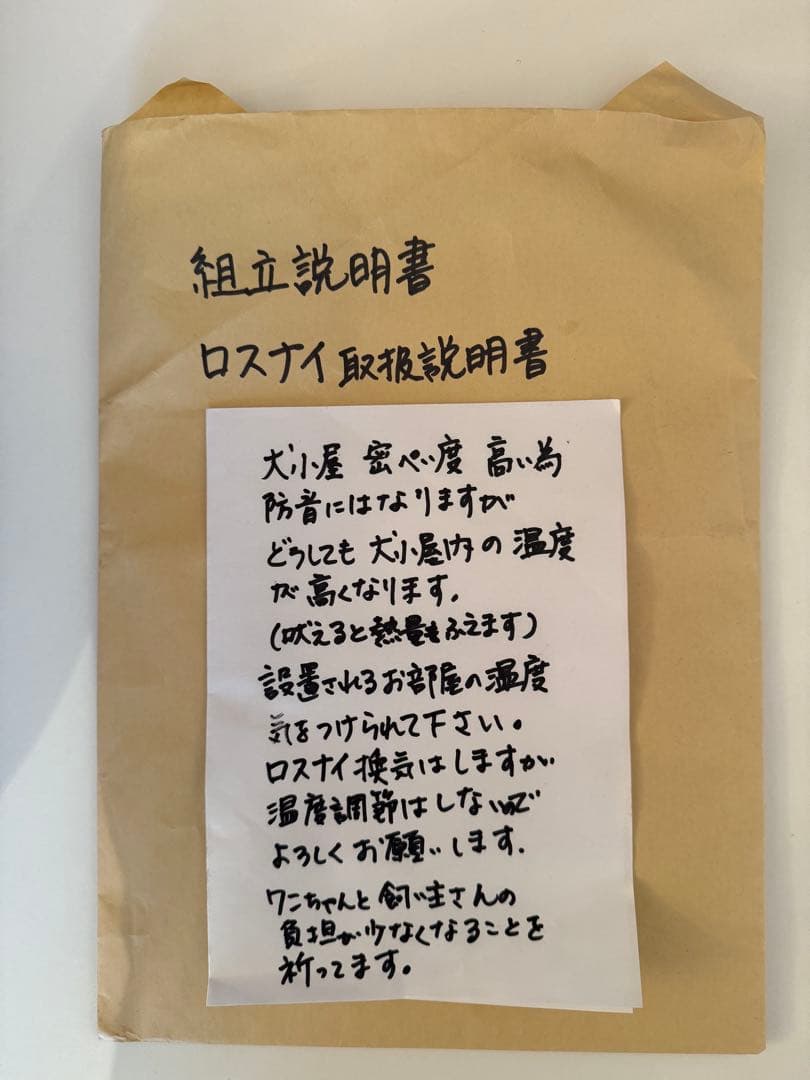 組立説明書
ロスナイ取扱説明書
犬小屋 密ぺい度 高い為
防音にはなりますが
どうしても 犬小屋内の 温度
が 高くなります。
(吠えると熱量もふえます)
設置されるお部屋の温度
気をつけられて下さい。
ロスナイ換気はしますが
温度調節はしないので
よろしくお願いします。
ワンちゃんと飼い主さんの
負担が少なくなることを
祈ってます。